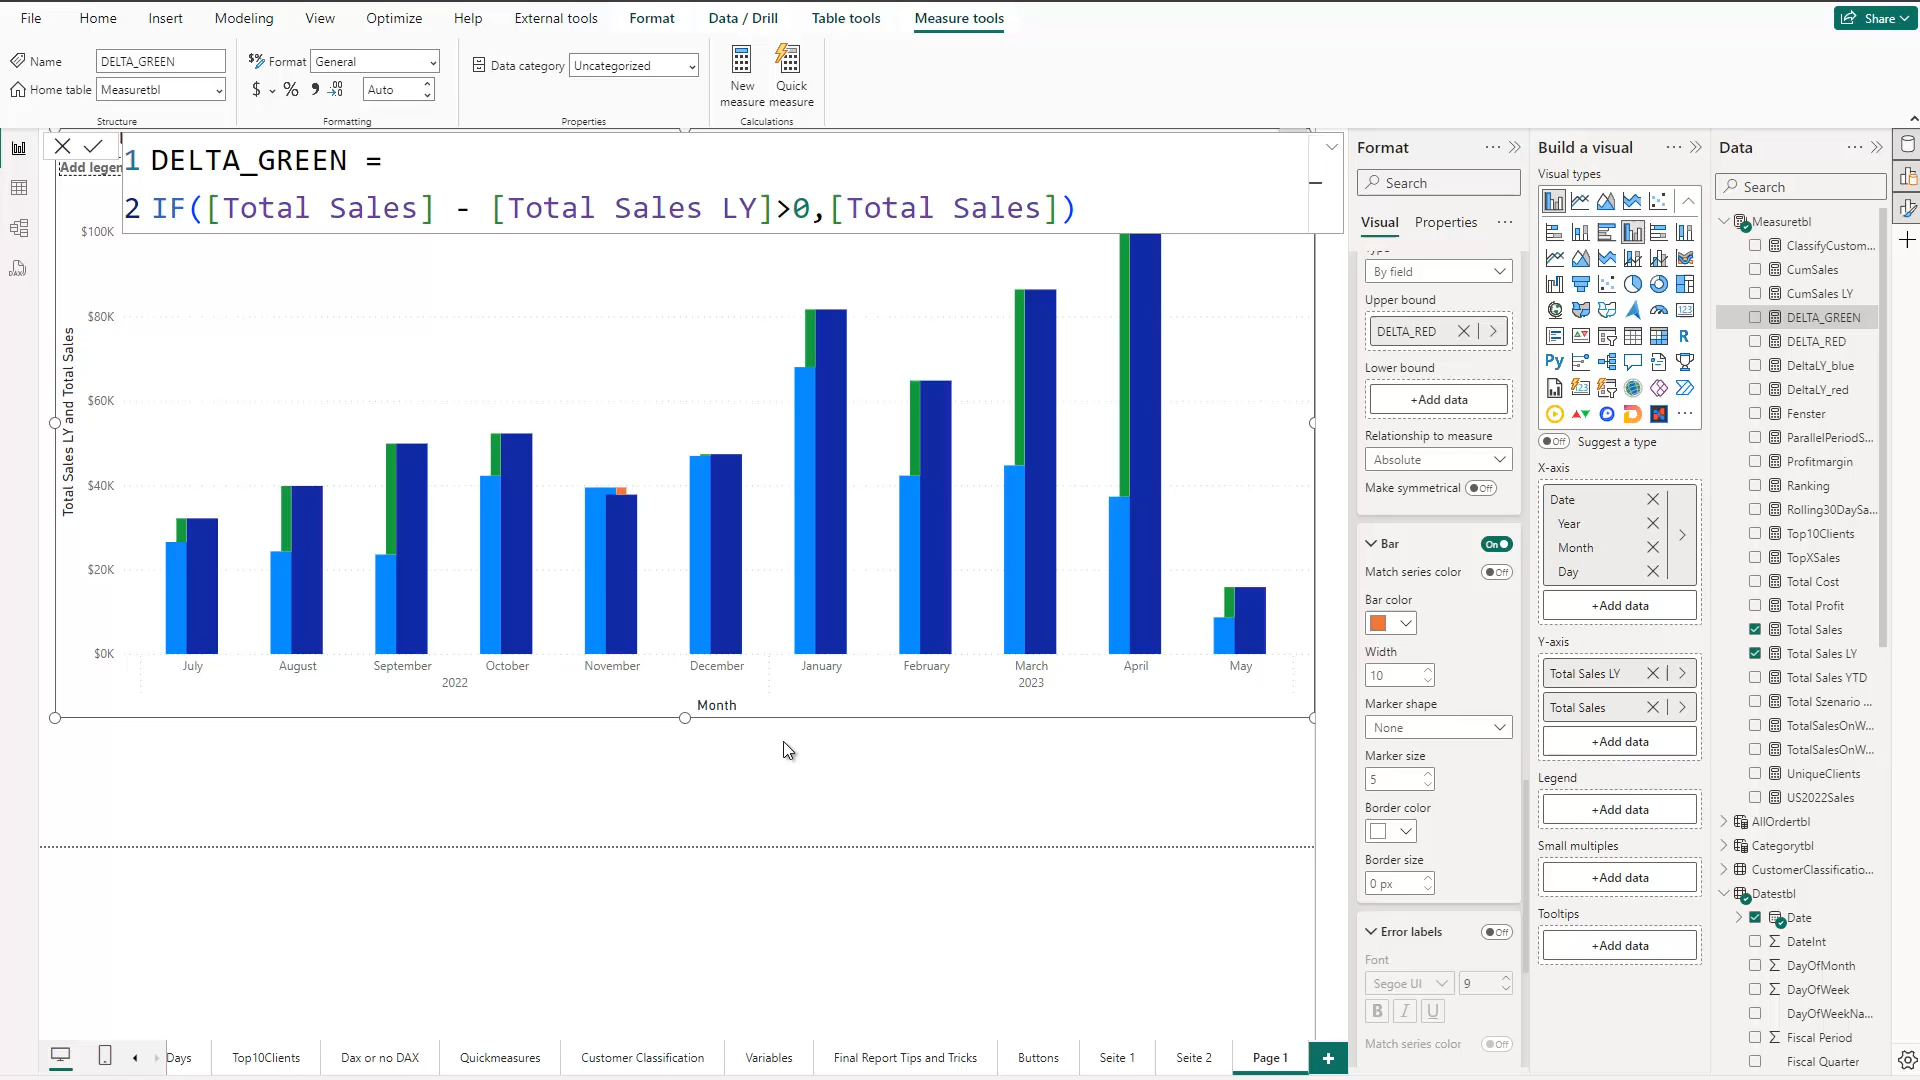 File Home Insert Modeling View Optimize Help External tools Format Data / Drill Table tools Measure tools
Share
Name DELTA_GREEN
Home table Measuretbl
Structure
Format General
$ % Auto
Formatting
Data category Uncategorized
Properties
New measure
Quick measure
Calculations
Add legen
1 DELTA_GREEN =
2 IF([Total Sales] - [Total Sales LY]>0,[Total Sales])
Total Sales LY and Total Sales
$100K
$80K
$60K
$40K
$20K
$0K
July August September October November December January February March April May
2022 2023
Month
Format
Search
Visual Properties
By field
Upper bound
DELTA_RED
Lower bound
+Add data
Relationship to measure
Absolute
Make symmetrical Off
Bar On
Match series color Off
Bar color
Width
10
Marker shape
None
Marker size
5
Border color
Border size
0 px
Error labels Off
Font
Segoe UI 9
B I U
Match series color Off
Build a visual
Visual types
R
Py
123
Off Suggest a type
X-axis
Date
Year
Month
Day
+Add data
Y-axis
Total Sales LY
Total Sales
+Add data
Legend
+Add data
Small multiples
+Add data
Tooltips
+Add data
Data
Search
Measuretbl
ClassifyCustom...
CumSales
CumSales LY
DELTA_GREEN
DELTA_RED
DeltaLY_blue
DeltaLY_red
Fenster
ParallelPeriodS...
Profitmargin
Ranking
Rolling30DaySa...
Top10Clients
TopXSales
Total Cost
Total Profit
Total Sales
Total Sales LY
Total Sales YTD
Total Szenario ...
TotalSalesOnW...
TotalSalesOnW...
UniqueClients
US2022Sales
AllOrdertbl
Categorytbl
CustomerClassificatio...
Datestbl
Date
DateInt
DayOfMonth
DayOfWeek
DayOfWeekNa...
Fiscal Period
Fiscal Quarter
Days Top10Clients Dax or no DAX Quickmeasures Customer Classification Variables Final Report Tips and Tricks Buttons Seite 1 Seite 2 Page 1 +